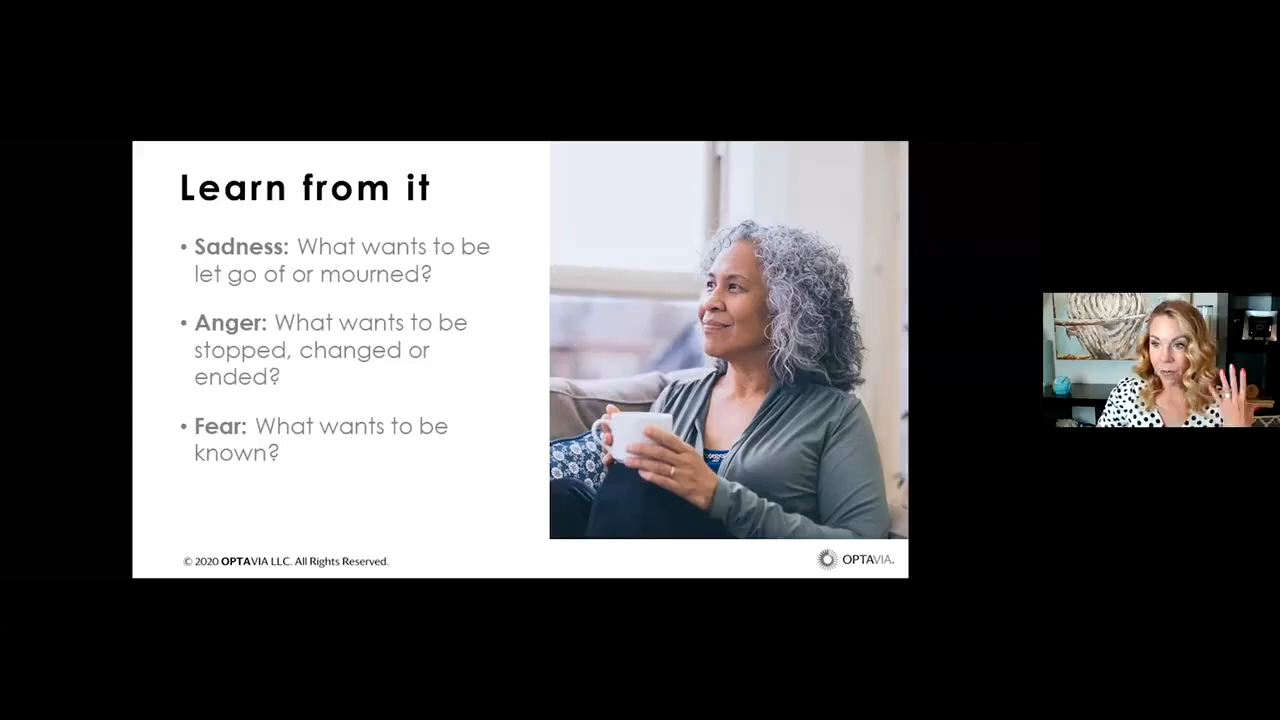 Learn from it
• Sadness: What wants to be
let go of or mourned?
• Anger: What wants to be
stopped, changed or
ended?
• Fear: What wants to be
known?
© 2020 OPTAVIA LLC. All Rights Reserved.
OPTAVIA.